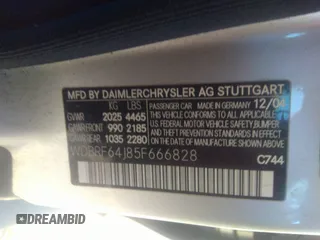 MFD BY DAIMLERCHRYSLER AG STUTTGART
KG LBS MADE IN GERMANY 12/04
GVWR 2025 4465 THIS VEHICLE CONFORMS TO ALL APPLICABLE
GAWR FRONT 990 2185 U.S. FEDERAL MOTOR VEHICLE SAFETY,
GAWR REAR 1035 2280 BUMPER AND THEFT PREVENTION STANDARDS
IN EFFECT ON THE DATE OF MANUFACTURE
SHOWN ABOVE.
WDBRF64J85F666828
C744
DREAMBID